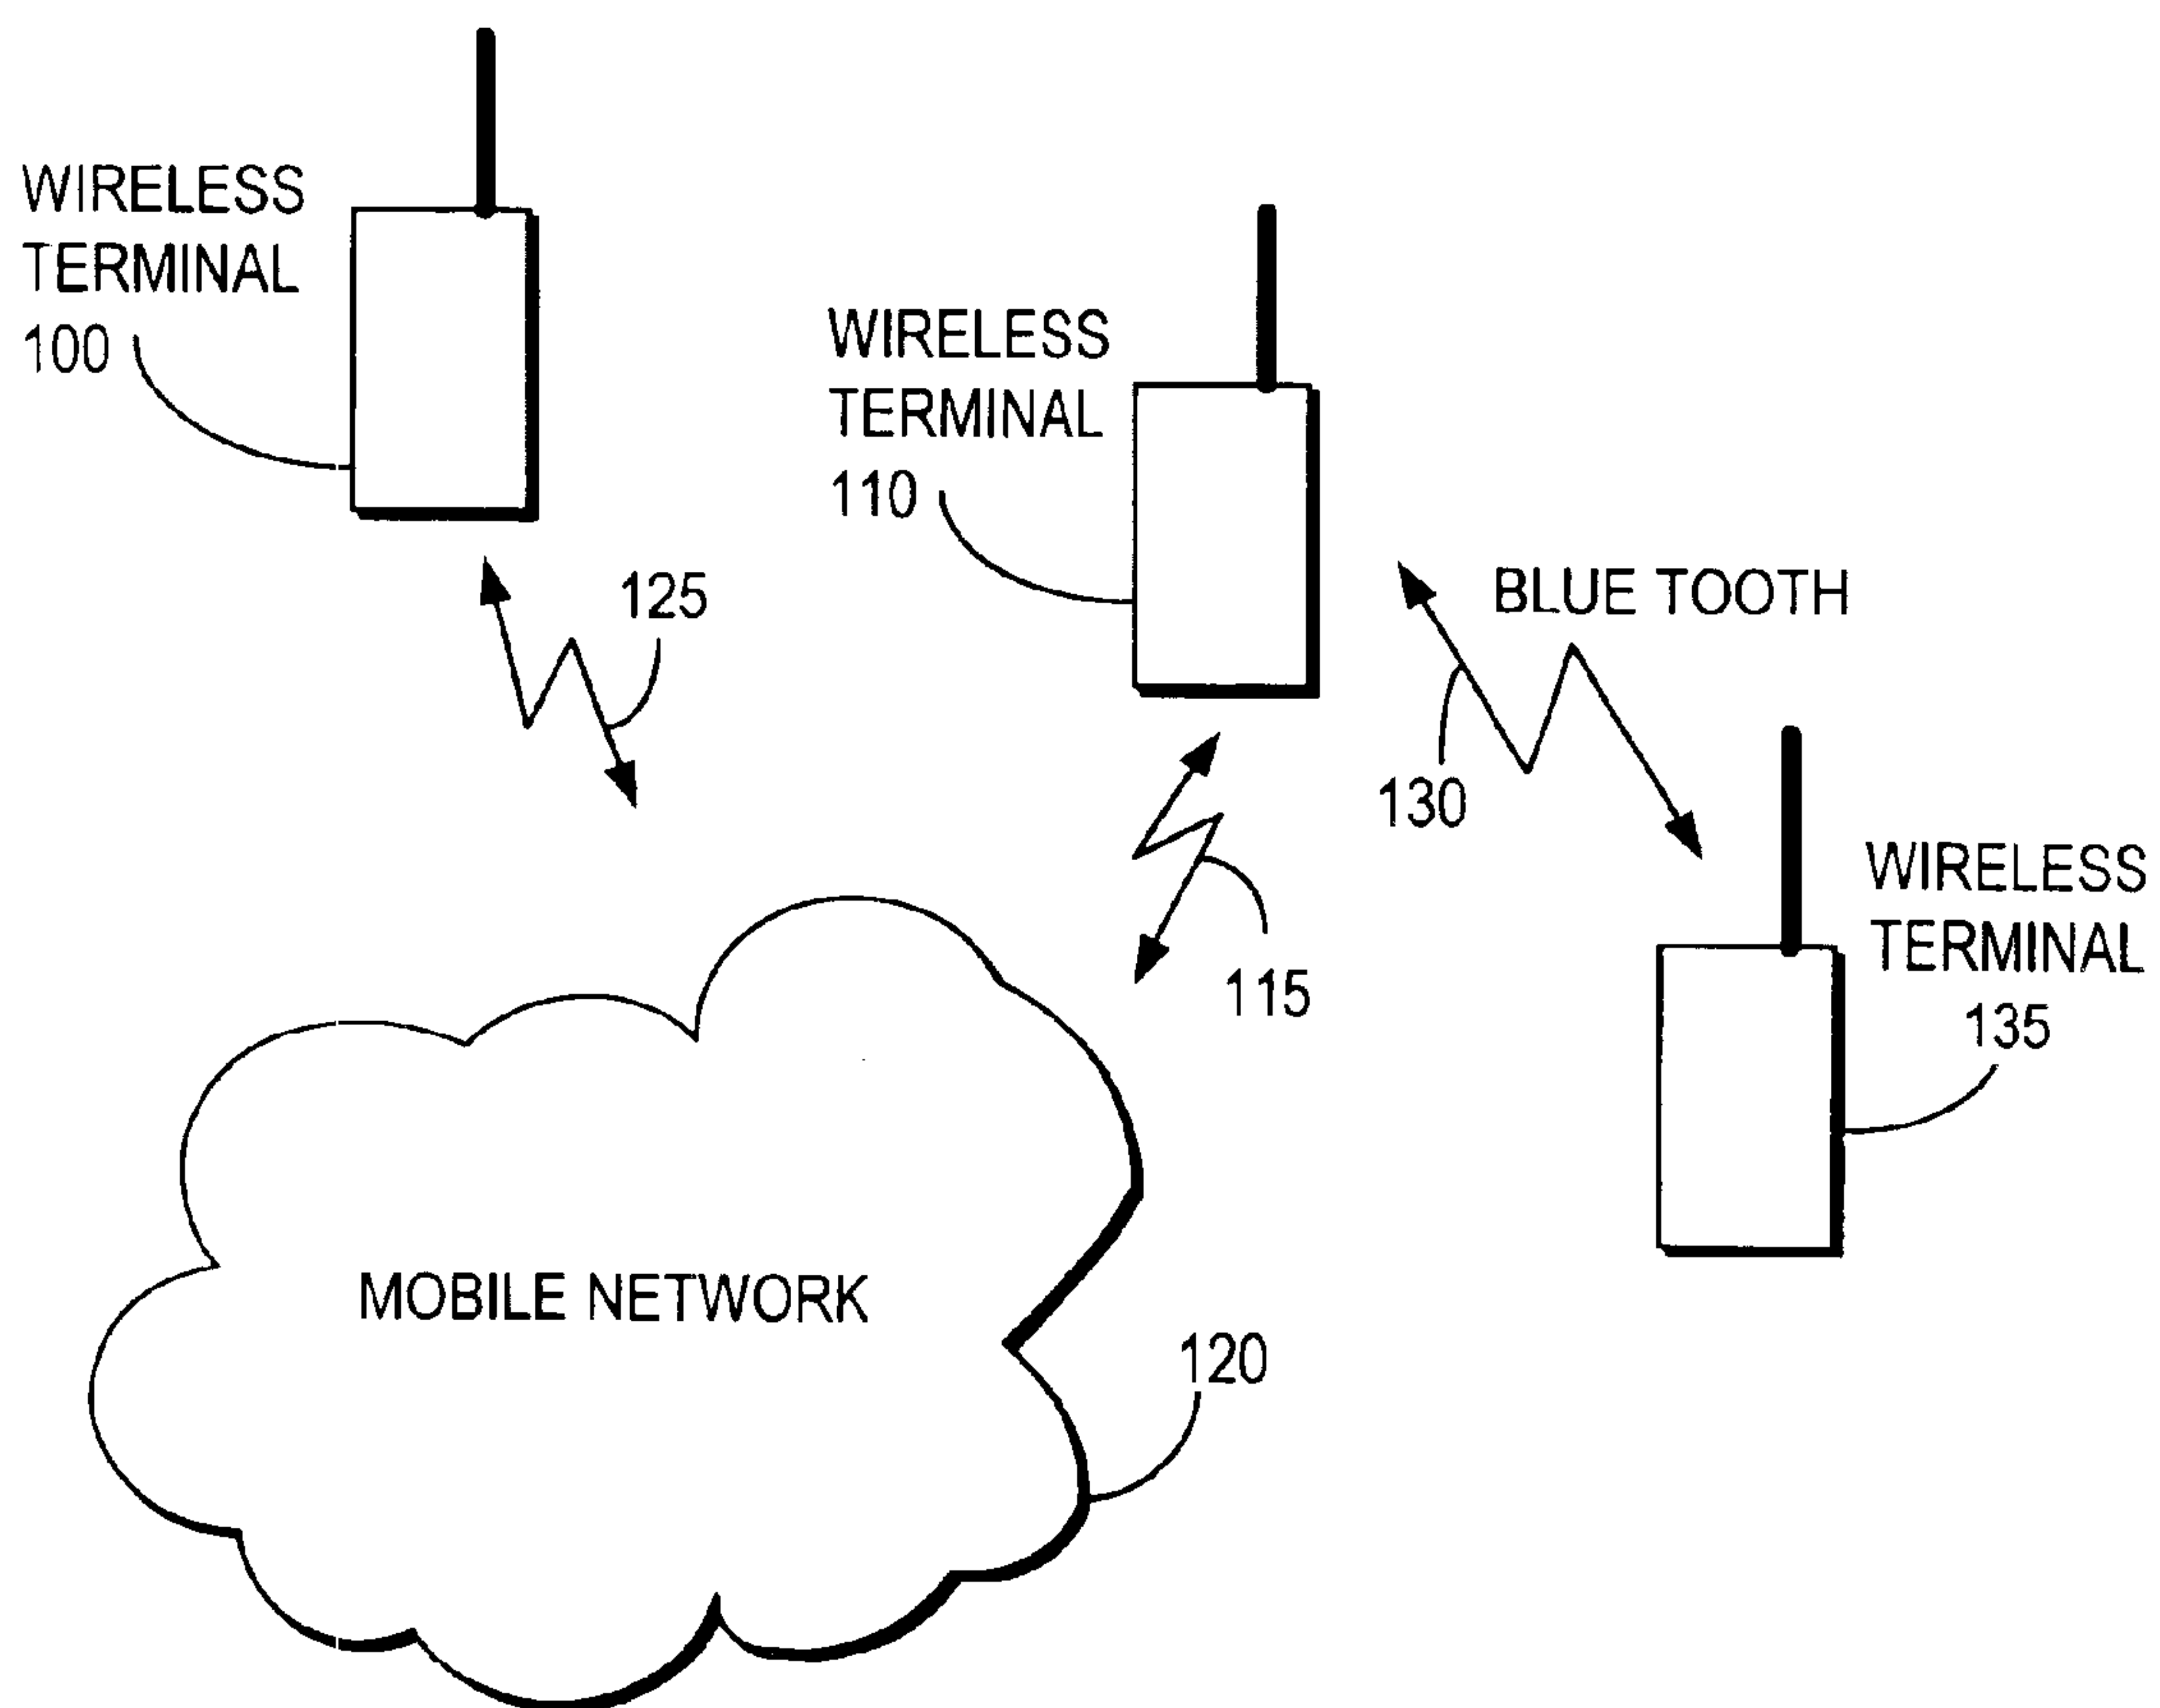 WIRELESS
TERMINAL
100
WIRELESS
TERMINAL
110
125
BLUE TOOTH
130
WIRELESS
TERMINAL
135
115
MOBILE NETWORK
120